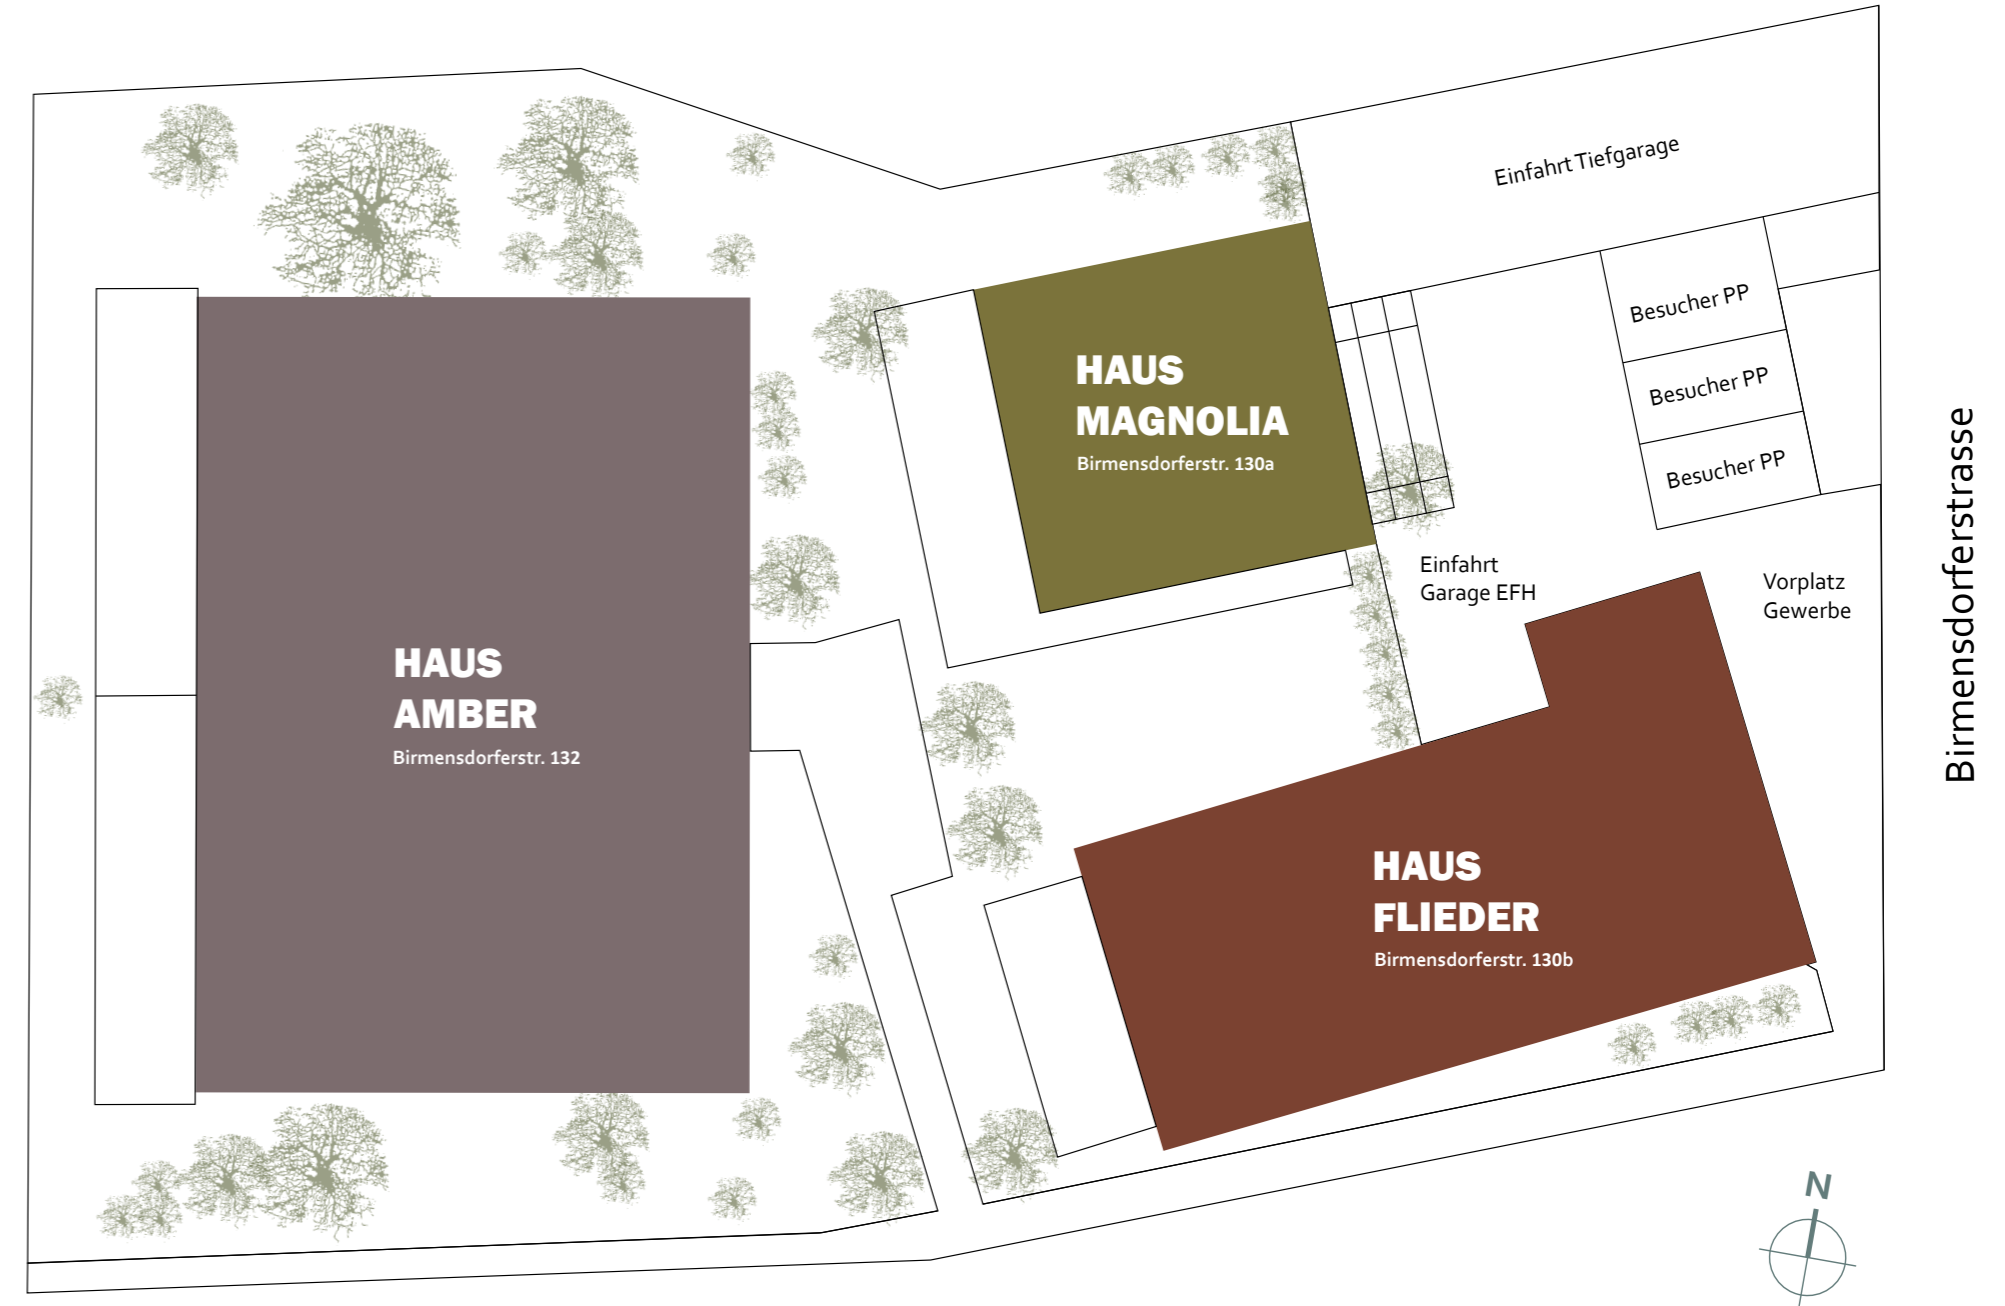 Einfahrt Tiefgarage
Besucher PP
Besucher PP
Besucher PP
HAUS
MAGNOLIA
Birmensdorferstr. 130a
Einfahrt
Garage EFH
Vorplatz
Gewerbe
Birmensdorferstrasse
HAUS
AMBER
Birmensdorferstr. 132
HAUS
FLIEDER
Birmensdorferstr. 130b
N